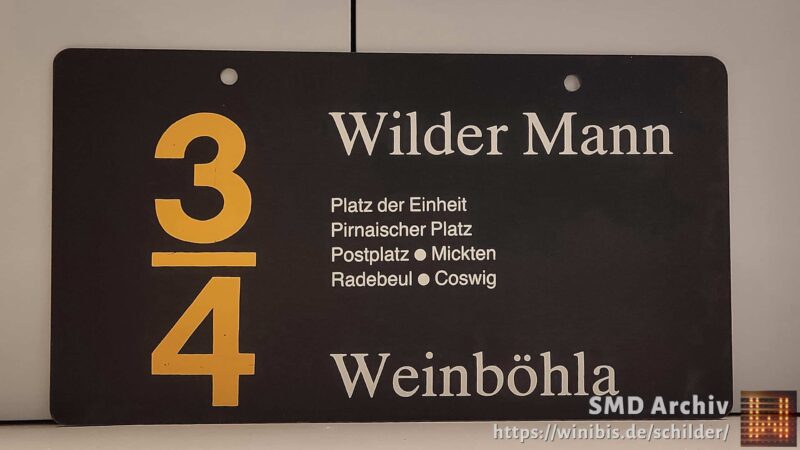 3
4
Wilder Mann
Platz der Einheit
Pirnaischer Platz
Postplatz ● Mickten
Radebeul ● Coswig
Weinböhla
SMD Archiv
https://winibis.de/schilder/